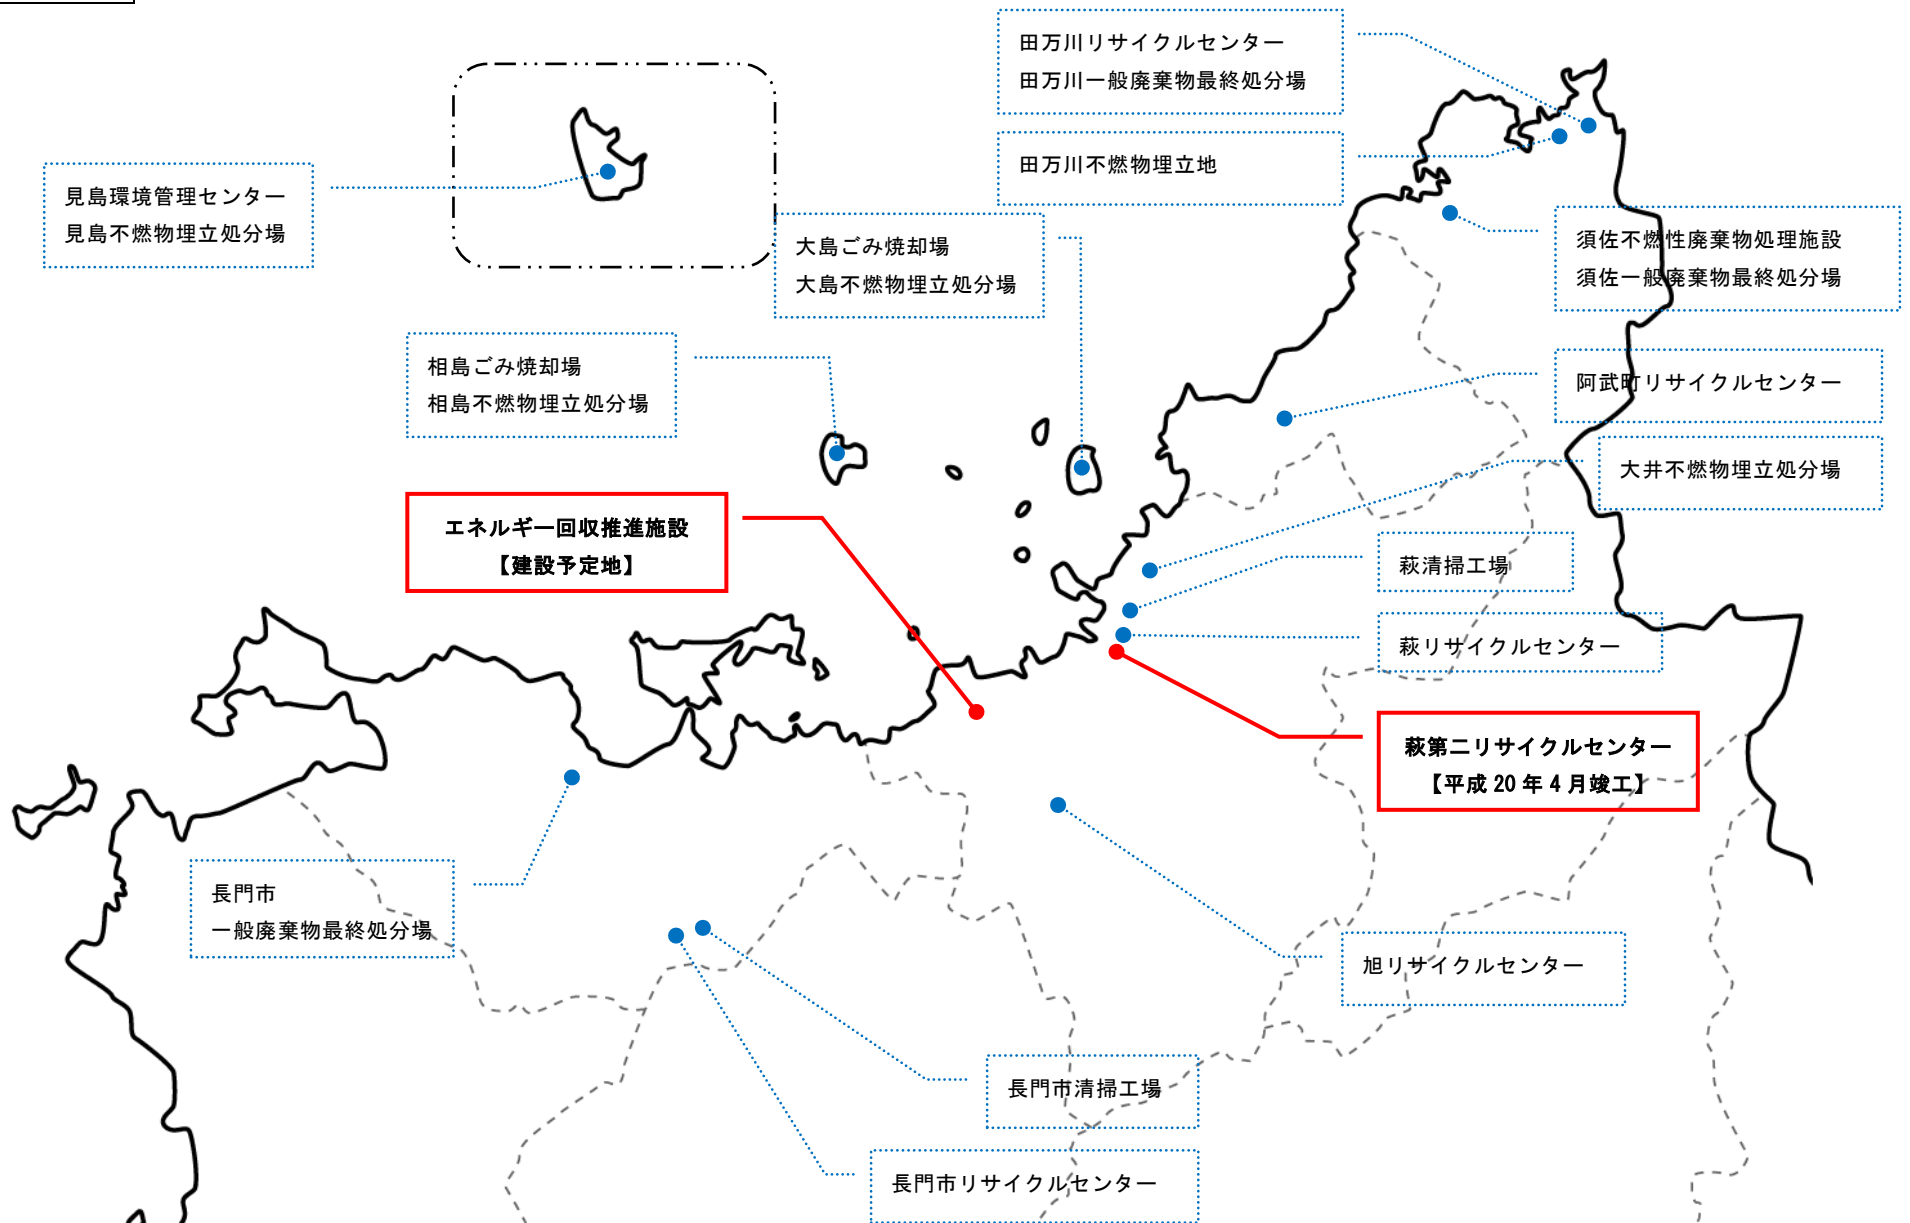 田万川リサイクルセンター
田万川一般廃棄物最終処分場
田万川不燃物埋立地
見島環境管理センター
見島不燃物埋立処分場
大島ごみ焼却場
大島不燃物埋立処分場
須佐不燃性廃棄物処理施設
須佐一般廃棄物最終処分場
相島ごみ焼却場
相島不燃物埋立処分場
阿武町リサイクルセンター
大井不燃物埋立処分場
エネルギー回収推進施設
【建設予定地】
萩清掃工場
萩リサイクルセンター
萩第二リサイクルセンター
【平成 20 年 4 月竣工】
長門市
一般廃棄物最終処分場
旭リサイクルセンター
長門市清掃工場
長門市リサイクルセンター